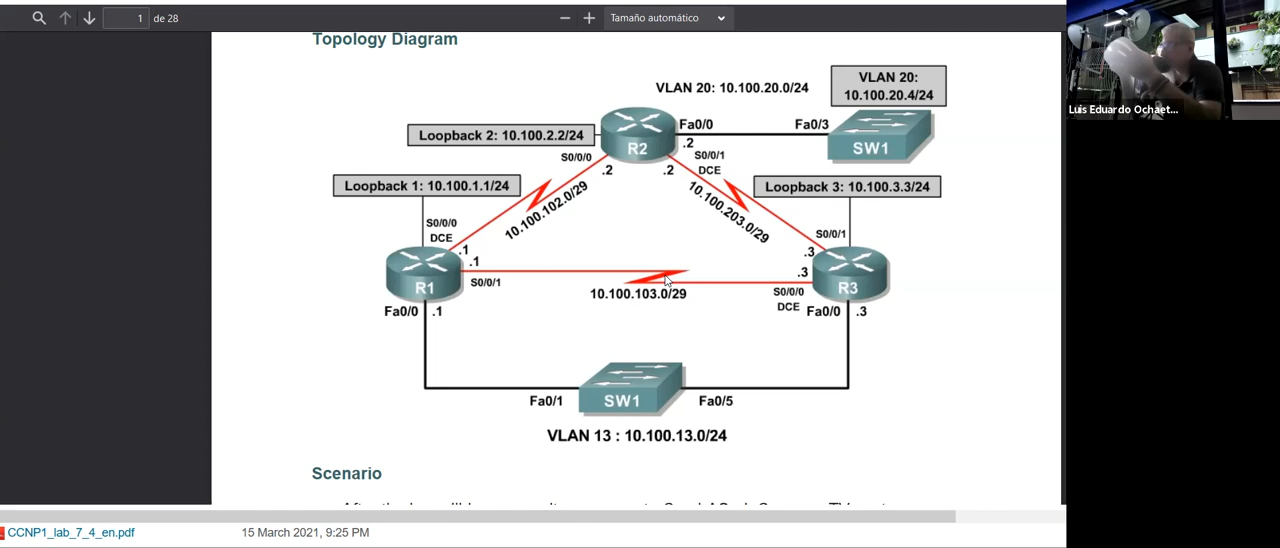 1
de 28
Tamaño automático
Topology Diagram
VLAN 20: 10.100.20.0/24
VLAN 20:
10.100.20.4/24
Loopback 2: 10.100.2.2/24
R2
Fa0/0
.2
Fa0/3
SW1
S0/0/0
.2
.2
S0/0/1
DCE
Loopback 1: 10.100.1.1/24
10.100.102.0/29
10.100.203.0/29
Loopback 3: 10.100.3.3/24
S0/0/0
DCE
.1
.1
S0/0/1
R1
Fa0/0
.1
10.100.103.0/29
S0/0/1
.3
.3
S0/0/0
DCE
R3
Fa0/0
.3
Fa0/1
SW1
Fa0/5
VLAN 13 : 10.100.13.0/24
Scenario
CCNP1_lab_7_4_en.pdf
15 March 2021, 9:25 PM
Luis Eduardo Ochaet...